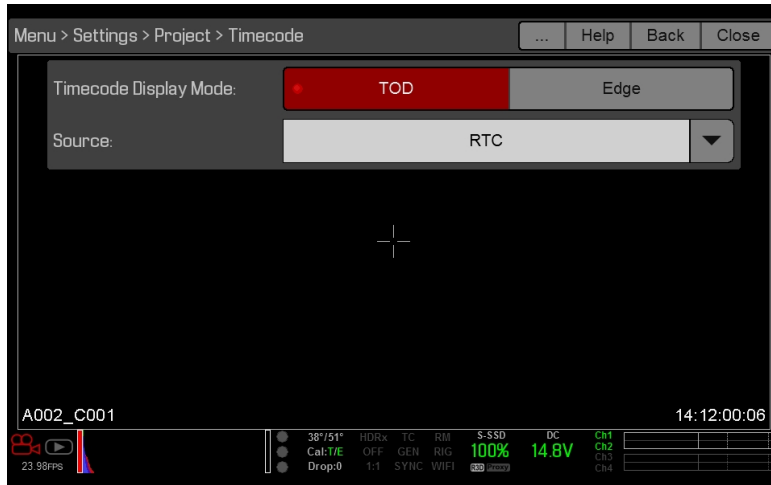 Menu > Settings > Project > Timecode ... Help Back Close
Timecode Display Mode: TOD Edge
Source: RTC
A002_C001 14:12:00:06
38°/51° HDRx TC RM S-SSD DC Ch1
Cal:T/E OFF GEN RIG 100% 14.8V Ch2
23.98FPS Drop:0 1:1 SYNC WIFI R3D Proxy Ch3
Ch4